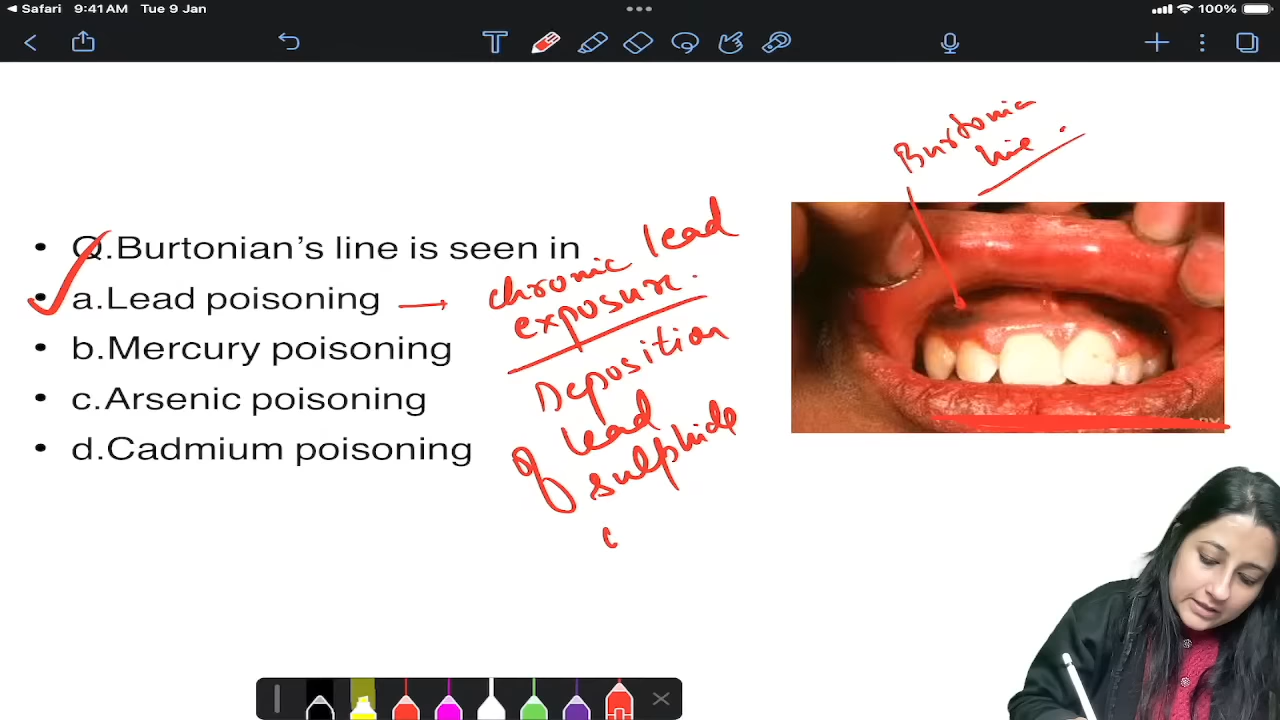 Safari 9:41 AM Tue 9 Jan 100%
T
Burtonian
line.
• Q.Burtonian's line is seen in
• a.Lead poisoning → chronic lead
exposure.
• b.Mercury poisoning
• c.Arsenic poisoning
• d.Cadmium poisoning
Deposition
of lead
sulphide